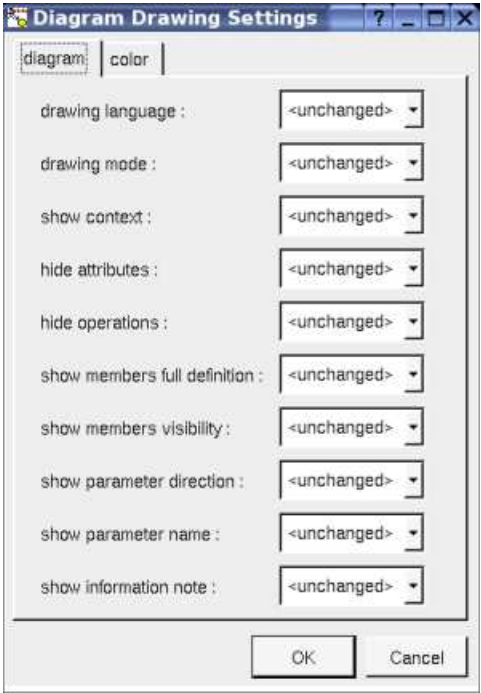 Diagram Drawing Settings ?
diagram color
drawing language : <unchanged>
drawing mode : <unchanged>
show context : <unchanged>
hide attributes : <unchanged>
hide operations : <unchanged>
show members full definition : <unchanged>
show members visibility : <unchanged>
show parameter direction : <unchanged>
show parameter name : <unchanged>
show information note : <unchanged>
OK Cancel